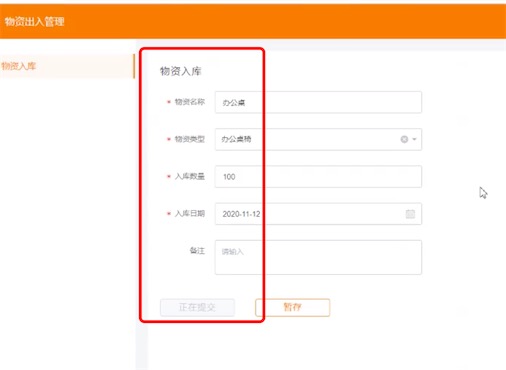 物资出入管理
物资入库
物资入库
* 物资名称 办公桌
* 物资类型 办公桌椅
* 入库数量 100
* 入库日期 2020-11-12
备注 请输入
正在提交 暂存